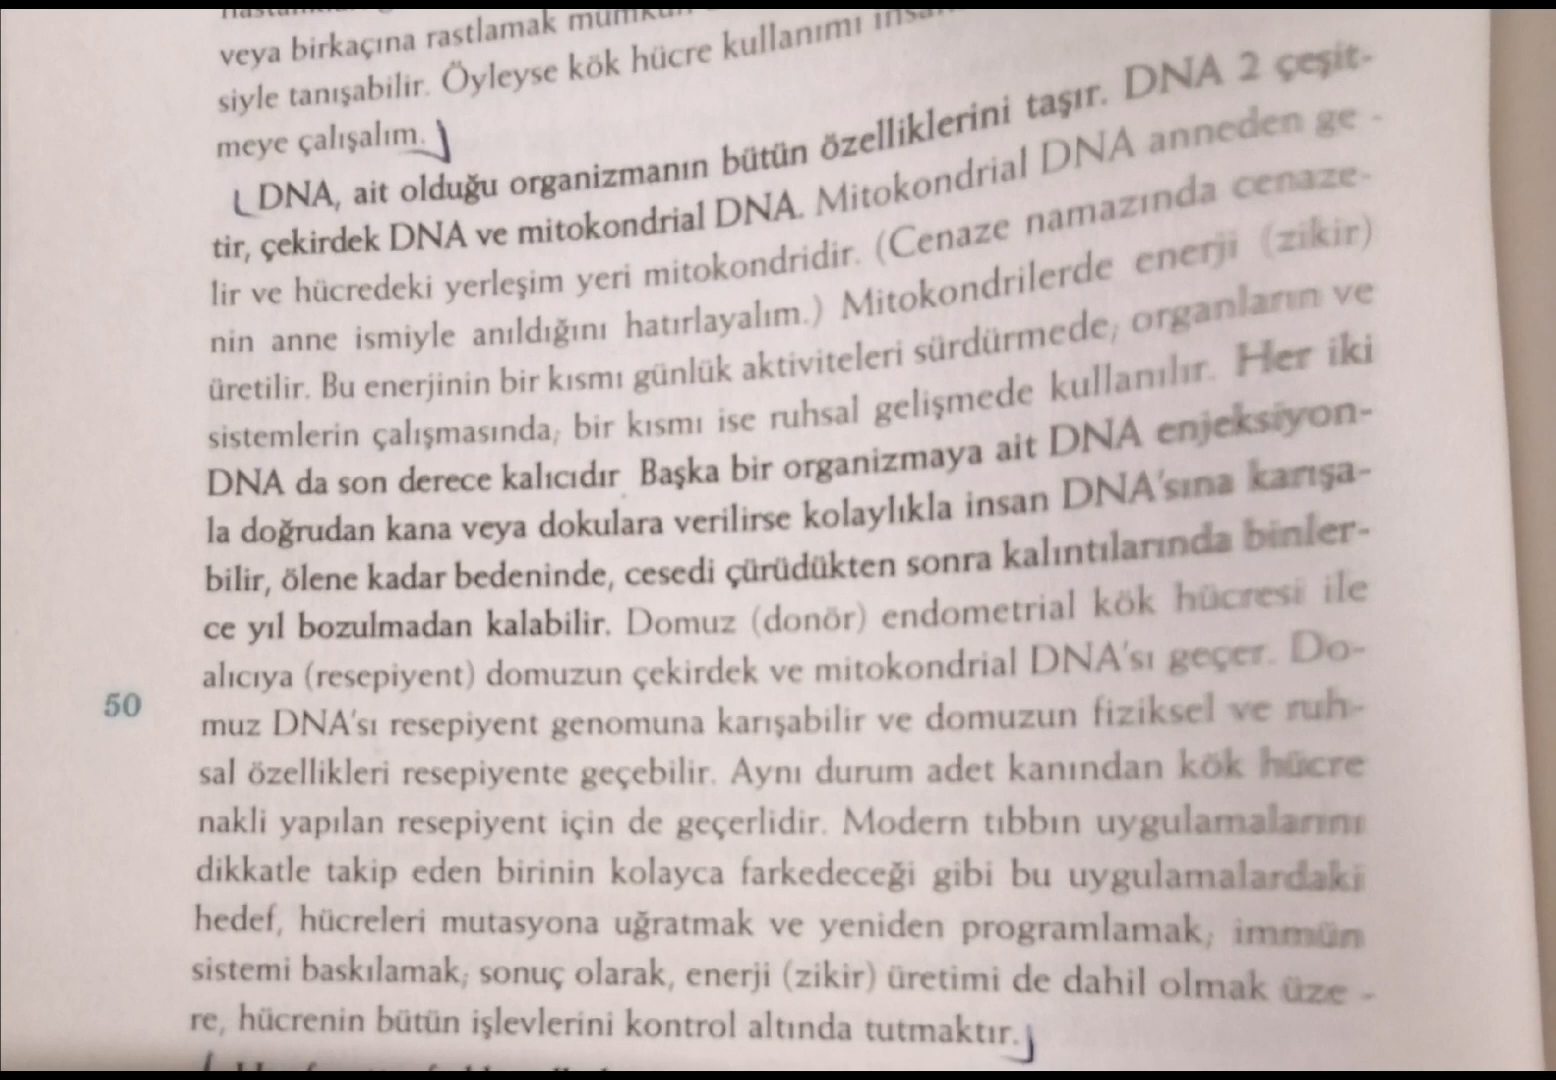 veya birkaçına rastlamak mümkün
siyle tanışabilir. Öyleyse kök hücre kullanımı
meye çalışalım.
DNA, ait olduğu organizmanın bütün özelliklerini taşır. DNA 2 çeşit-
tir, çekirdek DNA ve mitokondrial DNA. Mitokondrial DNA anneden ge -
lir ve hücredeki yerleşim yeri mitokondridir. (Cenaze namazında cenaze-
nin anne ismiyle anıldığını hatırlayalım.) Mitokondrilerde enerji (zikir)
üretilir. Bu enerjinin bir kısmı günlük aktiviteleri sürdürmede, organların ve
sistemlerin çalışmasında, bir kısmı ise ruhsal gelişmede kullanılır. Her iki
DNA da son derece kalıcıdır Başka bir organizmaya ait DNA enjeksiyon-
la doğrudan kana veya dokulara verilirse kolaylıkla insan DNA'sına karışa-
bilir, ölene kadar bedeninde, cesedi çürüdükten sonra kalıntılarında binler-
ce yıl bozulmadan kalabilir. Domuz (donör) endometrial kök hücresi ile
alıcıya (resepiyent) domuzun çekirdek ve mitokondrial DNA'sı geçer. Do-
muz DNA'sı resepiyent genomuna karışabilir ve domuzun fiziksel ve ruh-
sal özellikleri resepiyente geçebilir. Aynı durum adet kanından kök hücre
nakli yapılan resepiyent için de geçerlidir. Modern tıbbın uygulamalarını
dikkatle takip eden birinin kolayca farkedeceği gibi bu uygulamalardaki
hedef, hücreleri mutasyona uğratmak ve yeniden programlamak, immün
sistemi baskılamak, sonuç olarak, enerji (zikir) üretimi de dahil olmak üze -
re, hücrenin bütün işlevlerini kontrol altında tutmaktır.
50